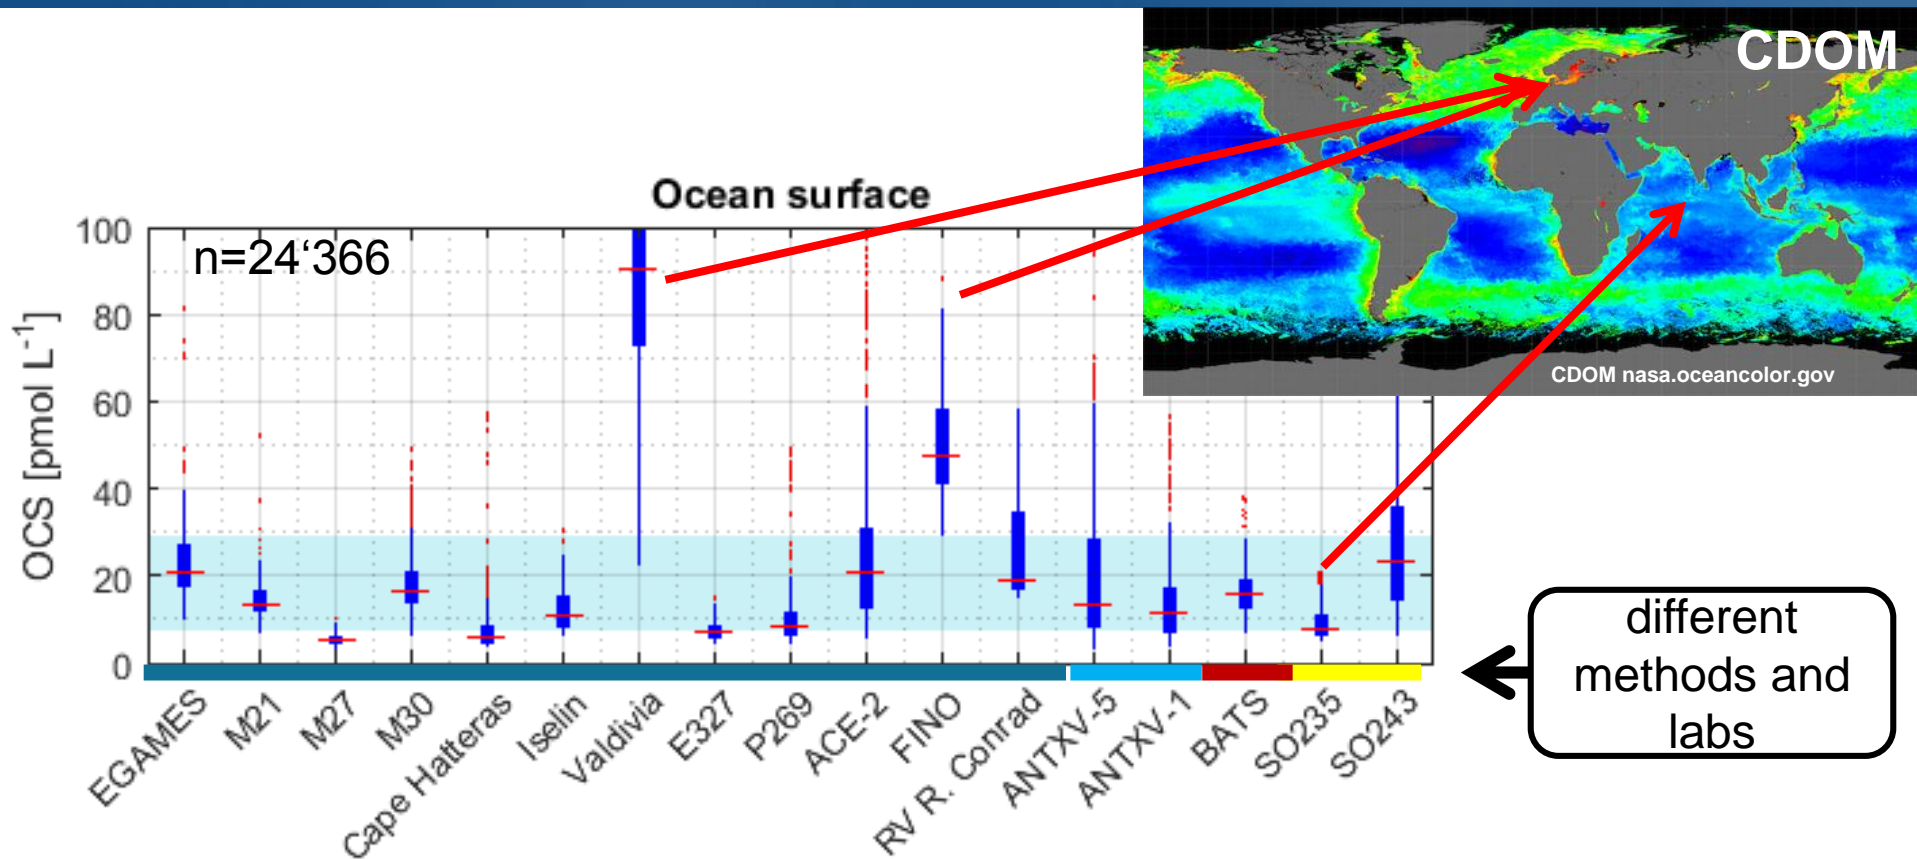 CDOM
CDOM nasa.oceancolor.gov
Ocean surface
n=24‘366
OCS [pmol L⁻¹]
100
80
60
40
20
0
EGAMES
M21
M27
M30
Cape Hatteras
Iselin
Valdivia
E327
P269
ACE-2
FINO
RV R. Conrad
ANTXV-5
ANTXV-1
BATS
SO235
SO243
different
methods and
labs